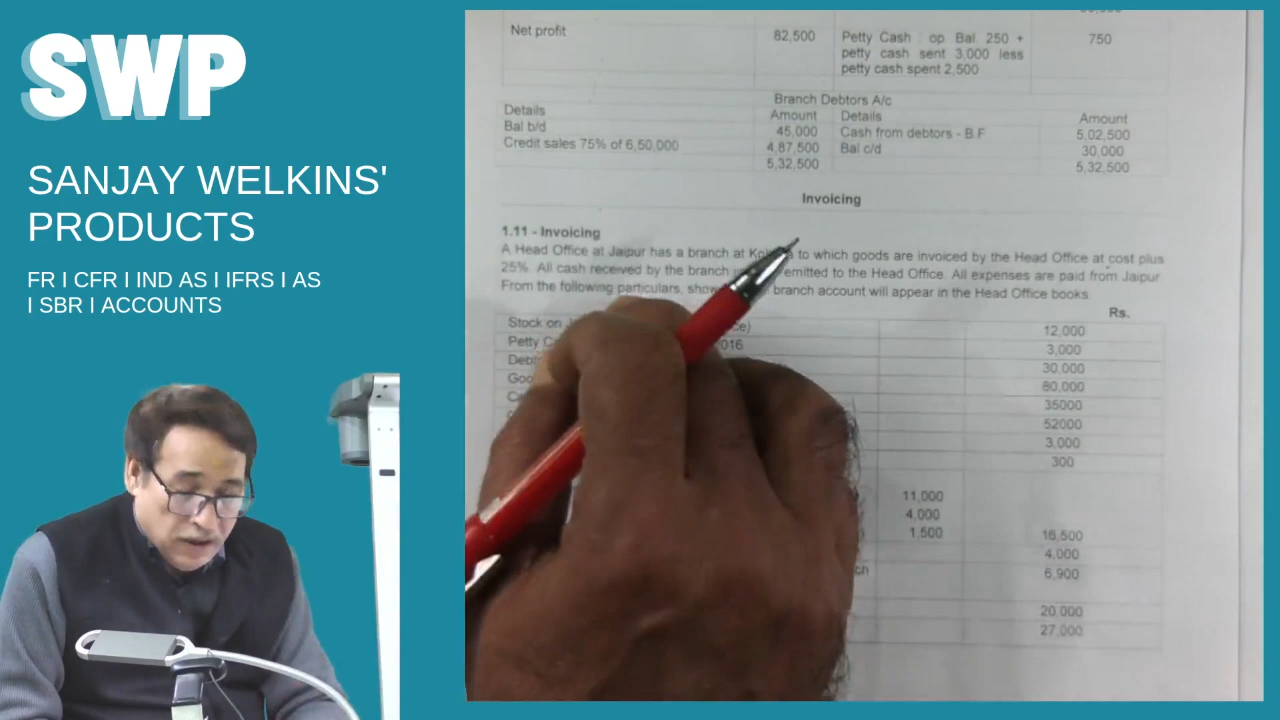 SWP
SANJAY WELKINS'
PRODUCTS
FR I CFR I IND AS I IFRS I AS
I SBR I ACCOUNTS
Net profit 82,500 Petty Cash : op Bal. 250 + 750
petty cash sent 3,000 less
petty cash spent 2,500
Branch Debtors A/c
Details Amount Details Amount
Bal b/d 45,000 Cash from debtors - B.F 5,02,500
Credit sales 75% of 6,50,000 4,87,500 Bal c/d 30,000
5,32,500 5,32,500
Invoicing
1.11 - Invoicing
A Head Office at Jaipur has a branch at to which goods are invoiced by the Head Office at cost plus
25%. All cash received by the branch emitted to the Head Office. All expenses are paid from Jaipur
From the following particulars, show branch account will appear in the Head Office books.
Rs.
Stock on 12,000
Petty 2016 3,000
30,000
80,000
35000
52000
3,000
300
11,000
4,000
1,500 16,500
4,000
6,900
20,000
27,000